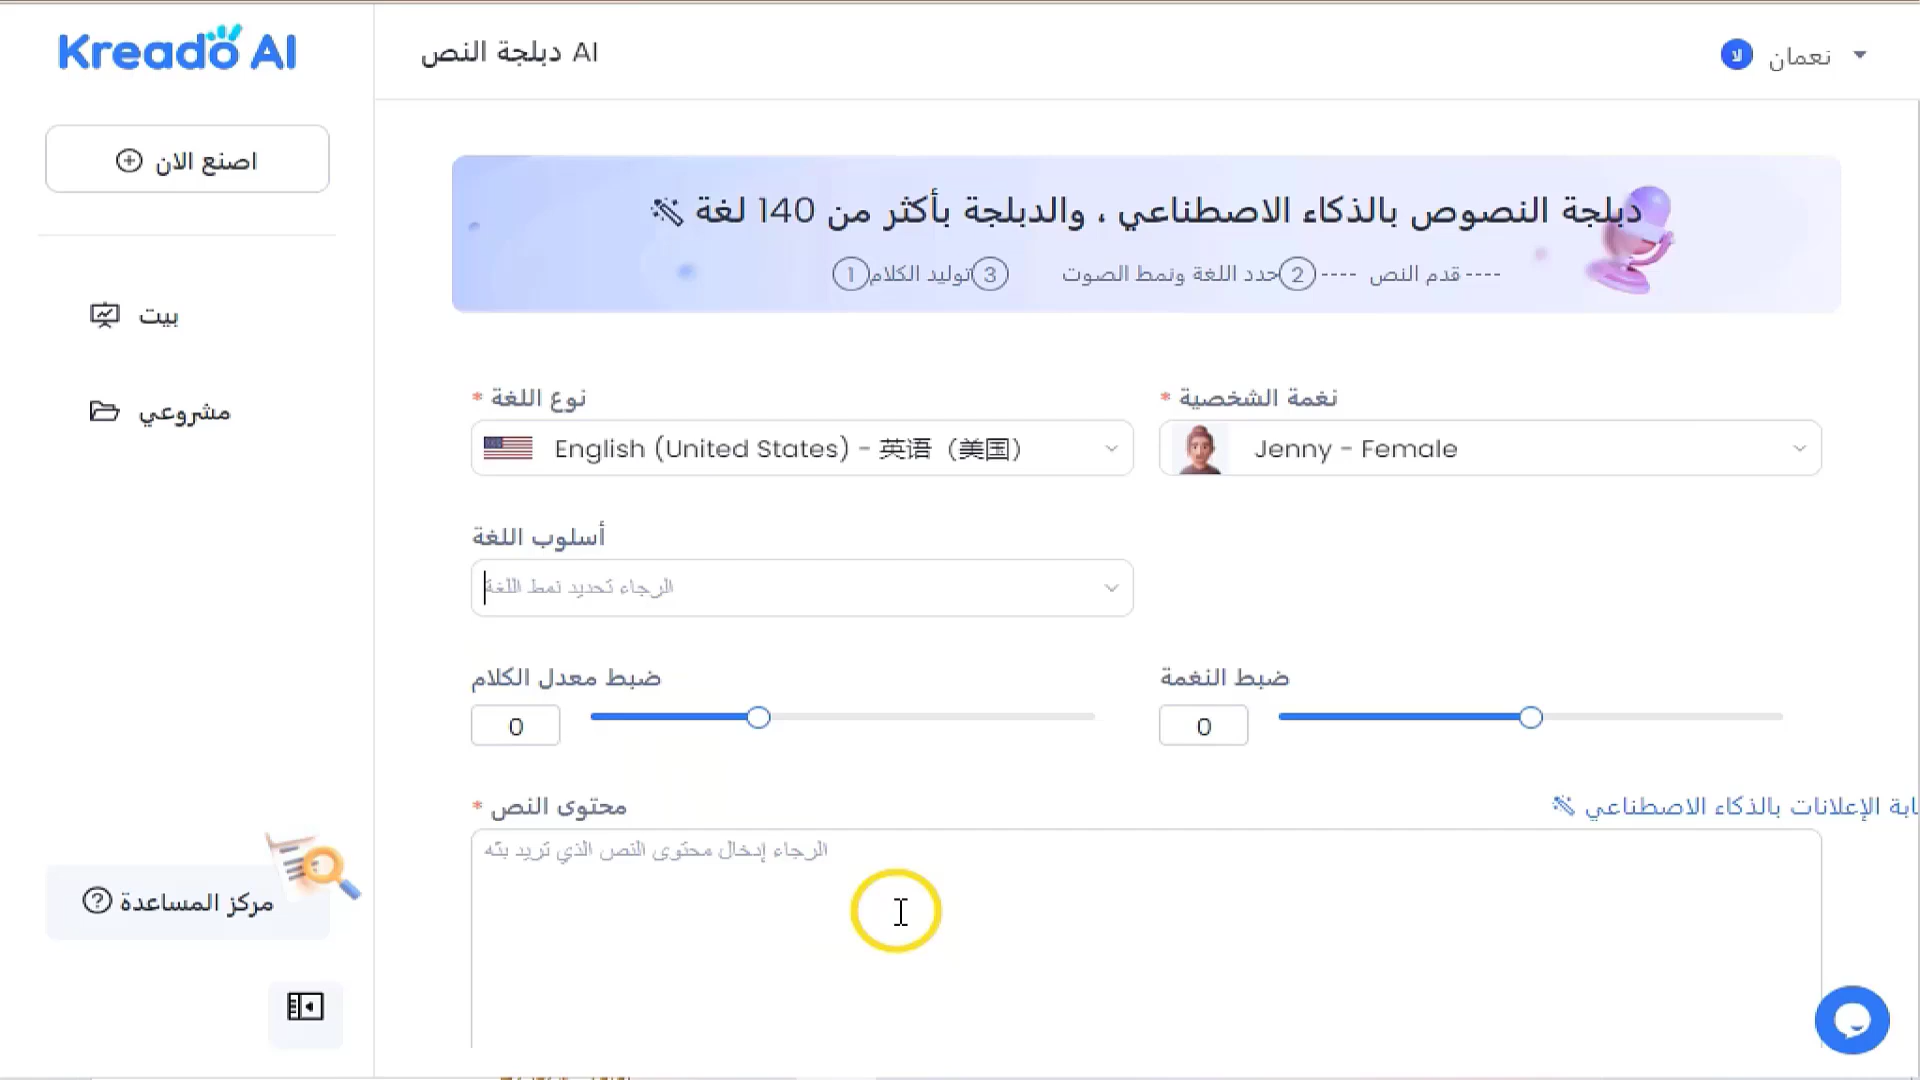 Kreado AI
AI دبلجة النص
نعمان
لا
اصنع الان
دبلجة النصوص بالذكاء الاصطناعي ، والدبلجة بأكثر من 140 لغة
1 توليد الكلام 3 حدد اللغة ونمط الصوت 2 ---- قدم النص ----
بيت
مشروعي
* نوع اللغة
English (United States) - 英语（美国）
* نغمة الشخصية
Jenny - Female
أسلوب اللغة
الرجاء تحديد نمط اللغة
ضبط معدل الكلام
0
ضبط النغمة
0
* محتوى النص
الإعلانات بالذكاء الاصطناعي
الرجاء إدخال محتوى النص الذي تريد بثه
مركز المساعدة